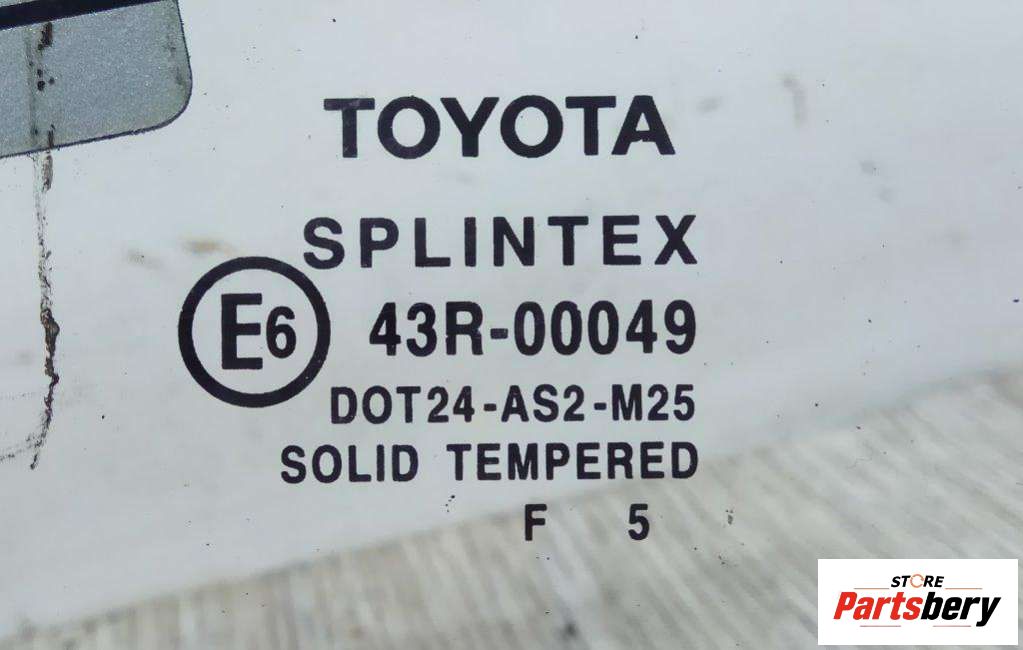 TOYOTA
SPLINTEX
E6 43R-00049
DOT24-AS2-M25
SOLID TEMPERED
F 5
STORE
Partsbery